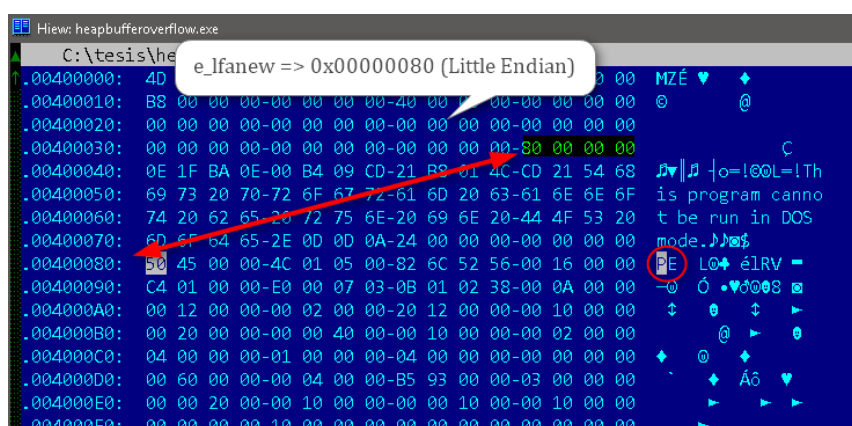 Hiew: heapbufferoverflow.exe
C:\tesis\he
e_lfanew => 0x00000080 (Little Endian)
.00400000: 4D 0 00 MZÉ ♥ ♦
.00400010: B8 00 00 00-00 00 00 00-40 00 00-00 00 00 00 © @
.00400020: 00 00 00 00-00 00 00 00-00 00 00 00-00 00 00 00
.00400030: 00 00 00 00-00 00 00 00-00 00 00 00-80 00 00 00 Ç
.00400040: 0E 1F BA 0E-00 B4 09 CD-21 B8 01 4C-CD 21 54 68 ♫▼║♫ ┤o=!©@L=!Th
.00400050: 69 73 20 70-72 6F 67 72-61 6D 20 63-61 6E 6E 6F is program canno
.00400060: 74 20 62 65-20 72 75 6E-20 69 6E 20-44 4F 53 20 t be run in DOS
.00400070: 6D 6F 64 65-2E 0D 0D 0A-24 00 00 00-00 00 00 00 mode.♪♪◙$
.00400080: 50 45 00 00-4C 01 05 00-82 6C 52 56-00 16 00 00 PE L☺♣ élRV ▬
.00400090: C4 01 00 00-E0 00 07 03-0B 01 02 38-00 0A 00 00 ─☺ Ó •♥♂☺☻8 ◙
.004000A0: 00 12 00 00-00 02 00 00-20 12 00 00-00 10 00 00 ↕ ☻ ↕ ►
.004000B0: 00 20 00 00-00 00 40 00-00 10 00 00-00 02 00 00 @ ► ☻
.004000C0: 04 00 00 00-01 00 00 00-04 00 00 00-00 00 00 00 ♦ ☺ ♦
.004000D0: 00 60 00 00-00 04 00 00-B5 93 00 00-03 00 00 00 ` ♦ Áô ♥
.004000E0: 00 00 20 00-00 10 00 00-00 00 10 00-00 10 00 00 ► ► ►